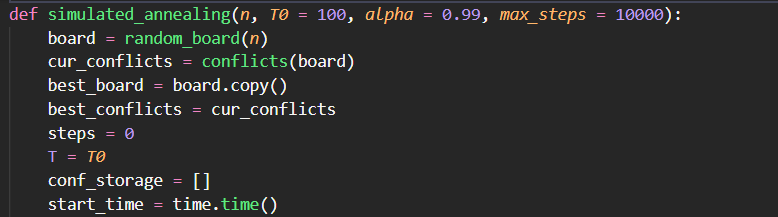 def simulated_annealing(n, T0 = 100, alpha = 0.99, max_steps = 10000):
    board = random_board(n)
    cur_conflicts = conflicts(board)
    best_board = board.copy()
    best_conflicts = cur_conflicts
    steps = 0
    T = T0
    conf_storage = []
    start_time = time.time()